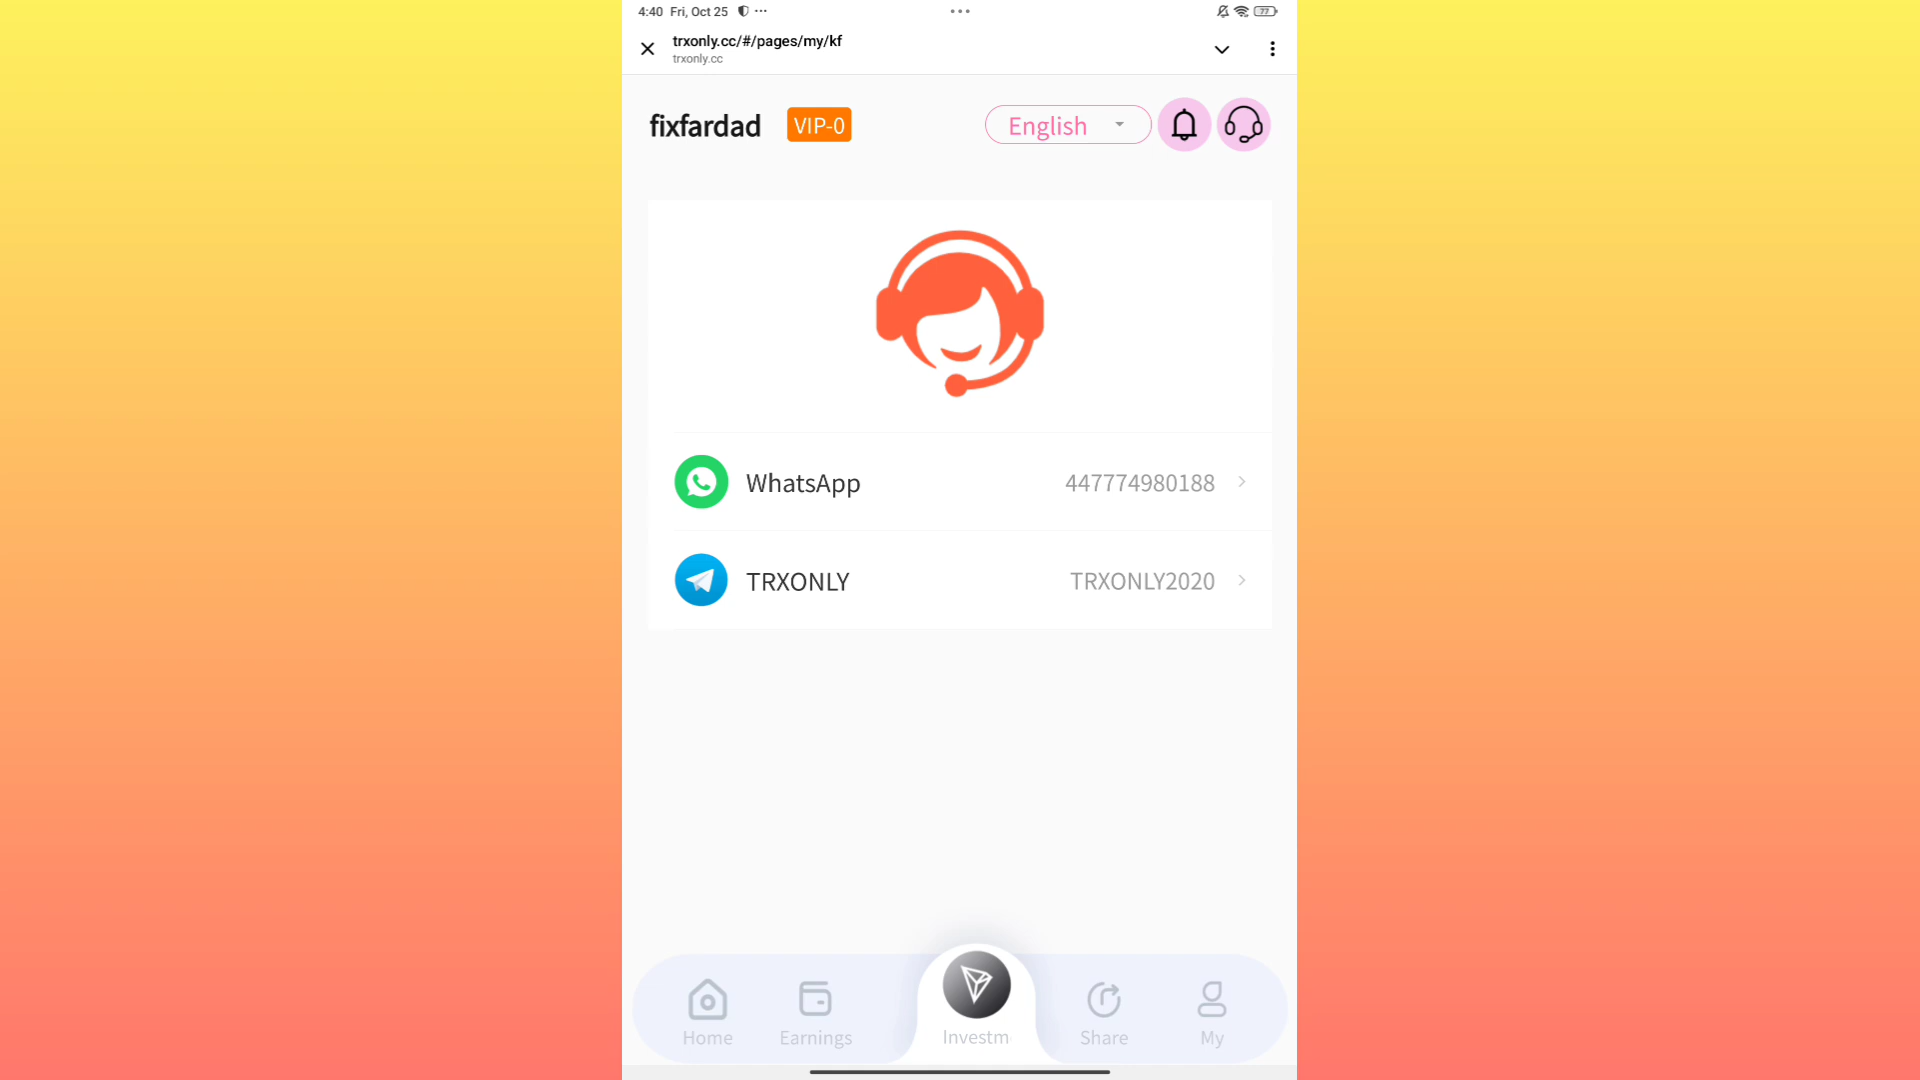 4:40 Fri, Oct 25
77
trxonly.cc/#/pages/my/kf
trxonly.cc
fixfardad VIP-0 English
WhatsApp 447774980188
TRXONLY TRXONLY2020
Home Earnings Investm Share My